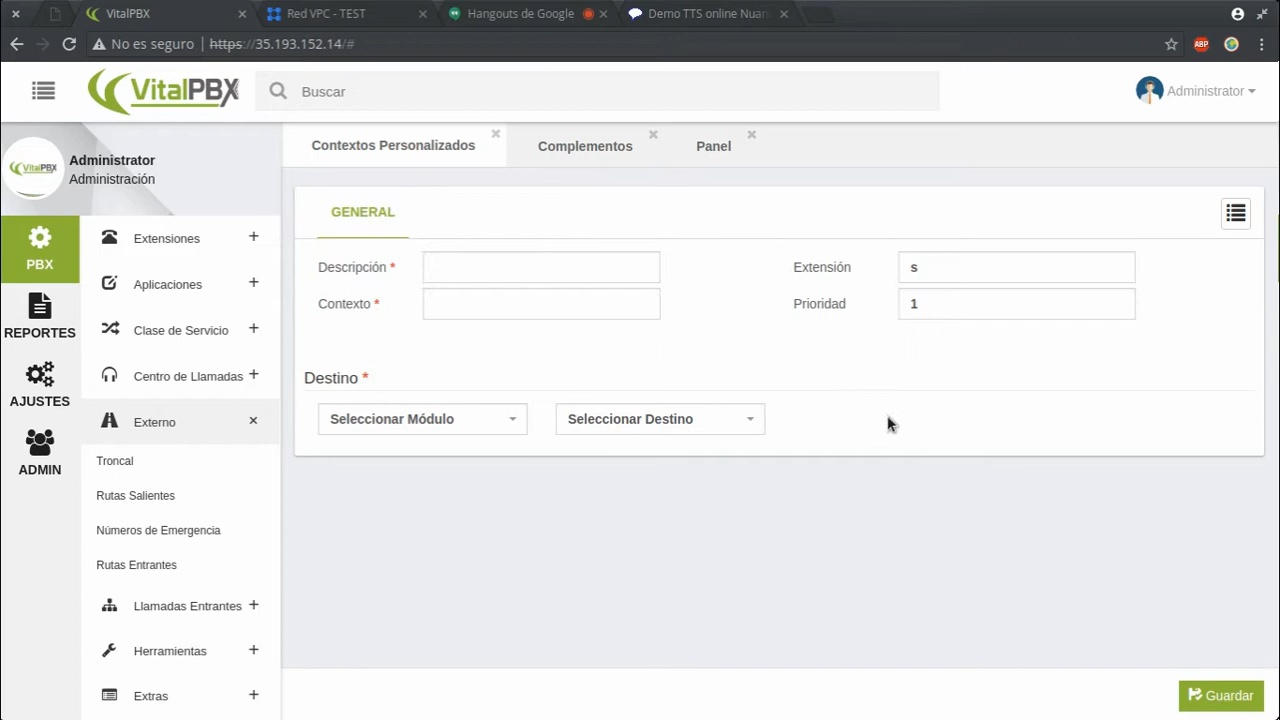 VitalPBX
Red VPC - TEST
Hangouts de Google
Demo TTS online Nuan
No es seguro
https://35.193.152.14/#
ABP
VitalPBX
Buscar
Administrator
VitalPBX
Administrator
Administración
Contextos Personalizados
Complementos
Panel
PBX
REPORTES
AJUSTES
ADMIN
Extensiones +
Aplicaciones +
Clase de Servicio +
Centro de Llamadas +
Externo ×
Troncal
Rutas Salientes
Números de Emergencia
Rutas Entrantes
Llamadas Entrantes +
Herramientas +
Extras +
GENERAL
Descripción *
Extensión s
Contexto *
Prioridad 1
Destino *
Seleccionar Módulo
Seleccionar Destino
Guardar